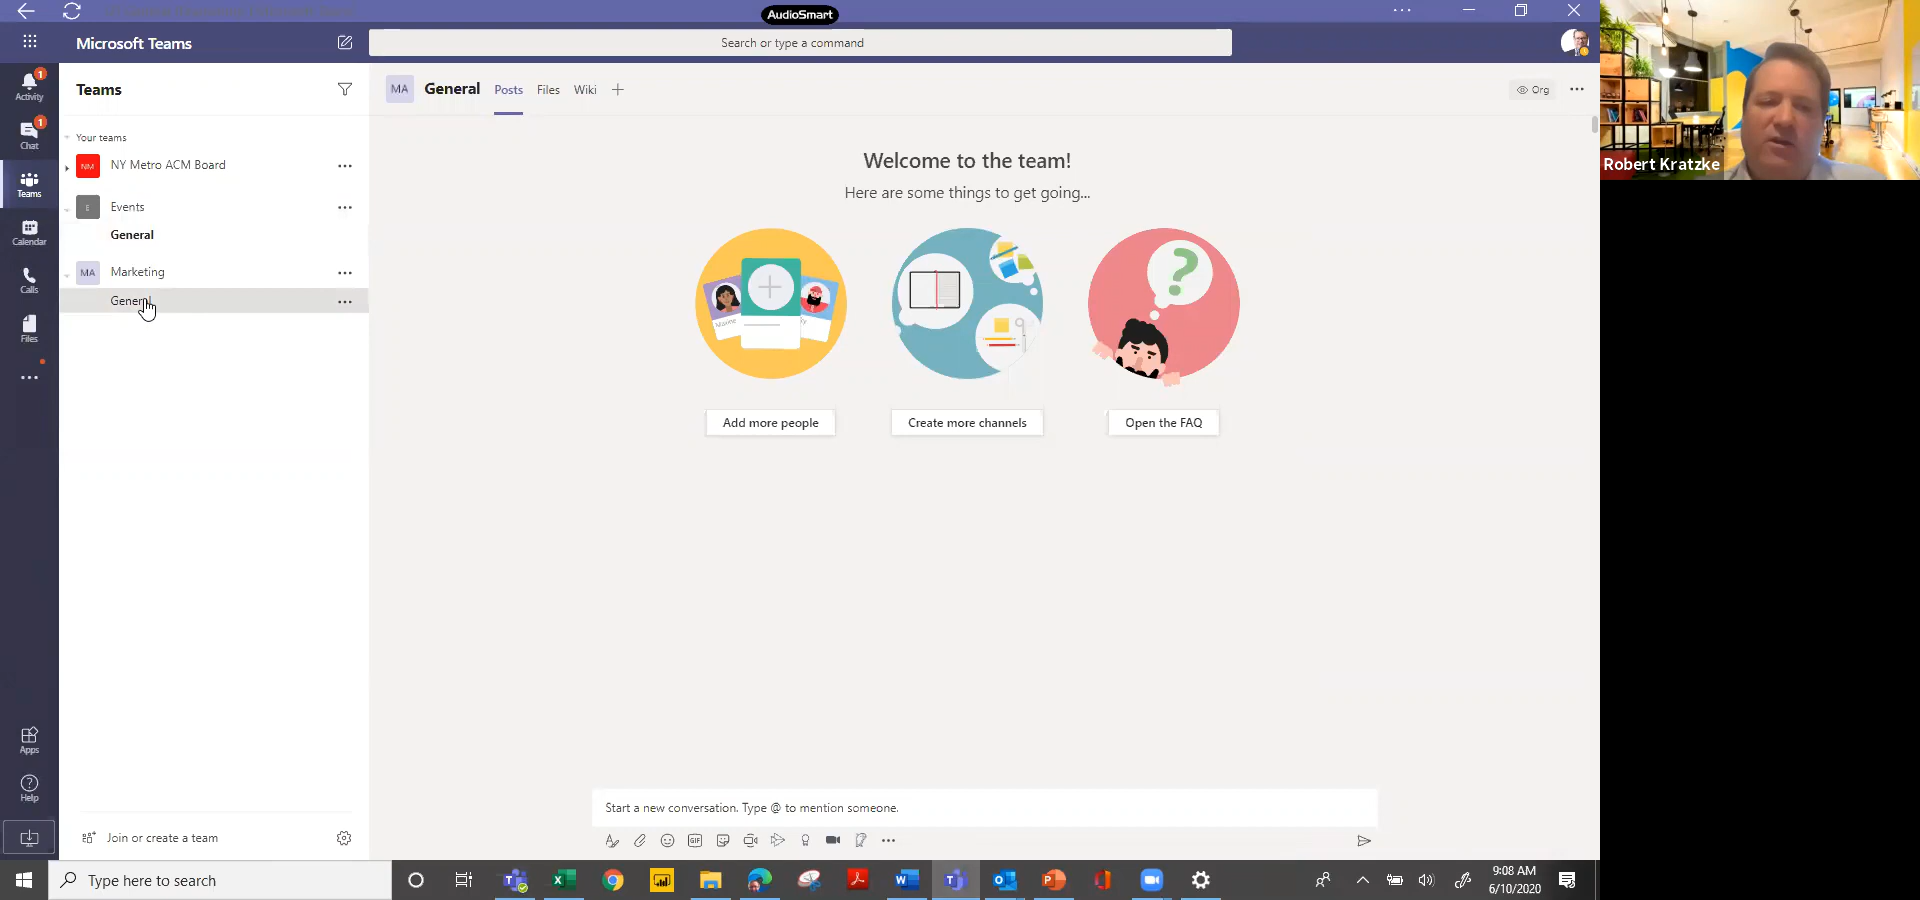 AudioSmart
Microsoft Teams
Search or type a command
Activity
1
Chat
1
Teams
Calendar
Calls
Files
Apps
Help
Teams
Your teams
NM
NY Metro ACM Board
E
Events
General
MA
Marketing
General
Join or create a team
MA
General
Posts
Files
Wiki
Org
Welcome to the team!
Here are some things to get going...
Maxine
Add more people
Create more channels
Open the FAQ
Start a new conversation. Type @ to mention someone.
GIF
Robert Kratzke
Type here to search
9:08 AM
6/10/2020